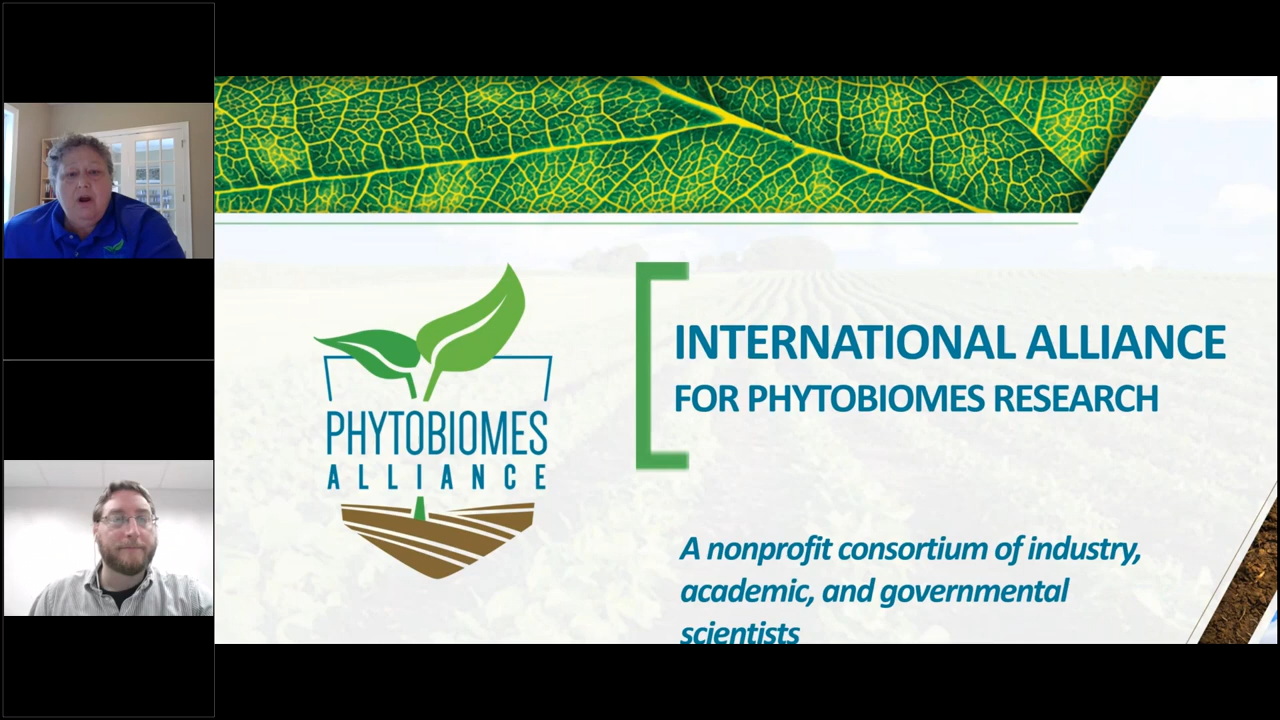 PHYTOBIOMES
ALLIANCE
INTERNATIONAL ALLIANCE
FOR PHYTOBIOMES RESEARCH
A nonprofit consortium of industry,
academic, and governmental
scientists